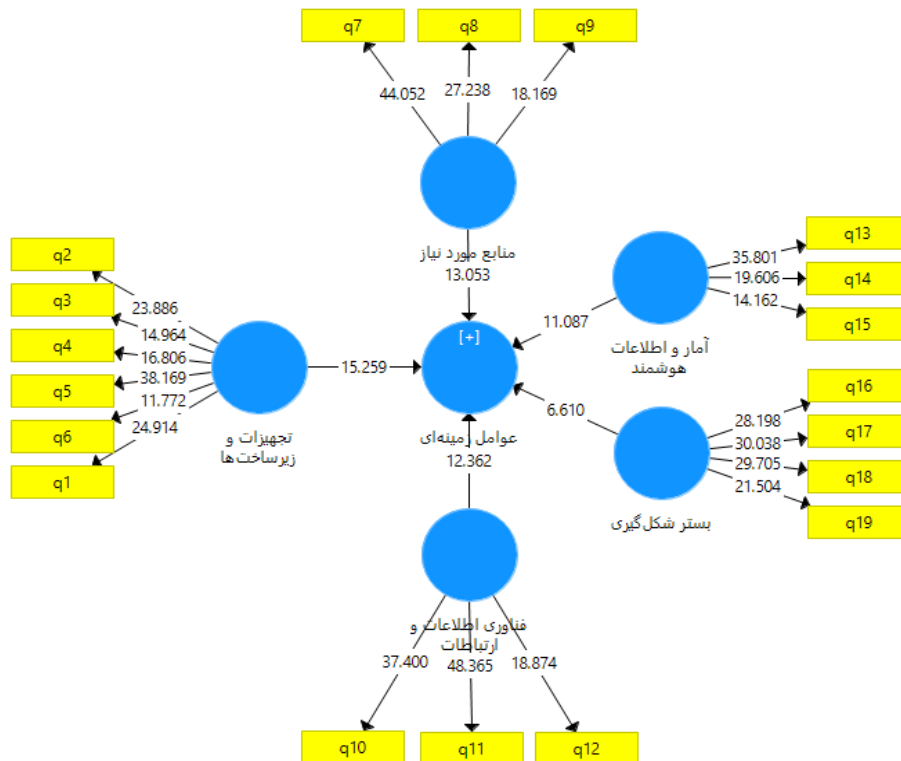 q7
q8
q9
44.052
27.238
18.169
منابع مورد نیاز
13.053
q2
q3
q4
q5
q6
q1
23.886
14.964
16.806
38.169
11.772
24.914
تجهیزات و
زیرساخت‌ها
15.259
[+]
عوامل زمینه‌ای
12.362
11.087
آمار و اطلاعات
هوشمند
35.801
19.606
14.162
q13
q14
q15
6.610
بستر شکل‌گیری
28.198
30.038
29.705
21.504
q16
q17
q18
q19
فناوری اطلاعات و
ارتباطات
37.400
48.365
18.874
q10
q11
q12